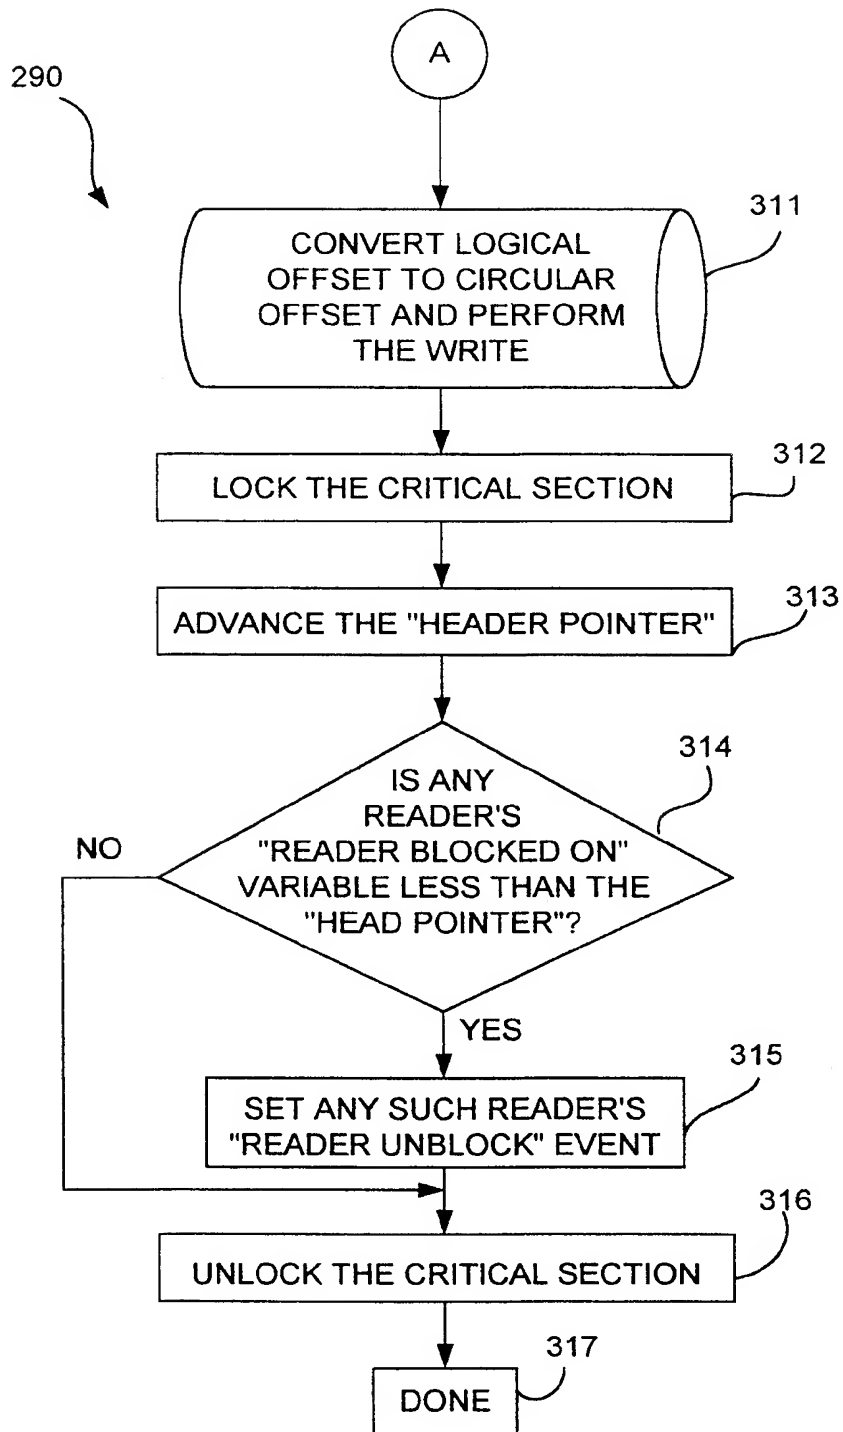 A
290
311
CONVERT LOGICAL
OFFSET TO CIRCULAR
OFFSET AND PERFORM
THE WRITE
312
LOCK THE CRITICAL SECTION
313
ADVANCE THE "HEADER POINTER"
314
IS ANY
READER'S
"READER BLOCKED ON"
VARIABLE LESS THAN THE
"HEAD POINTER"?
NO
YES
315
SET ANY SUCH READER'S
"READER UNBLOCK" EVENT
316
UNLOCK THE CRITICAL SECTION
317
DONE